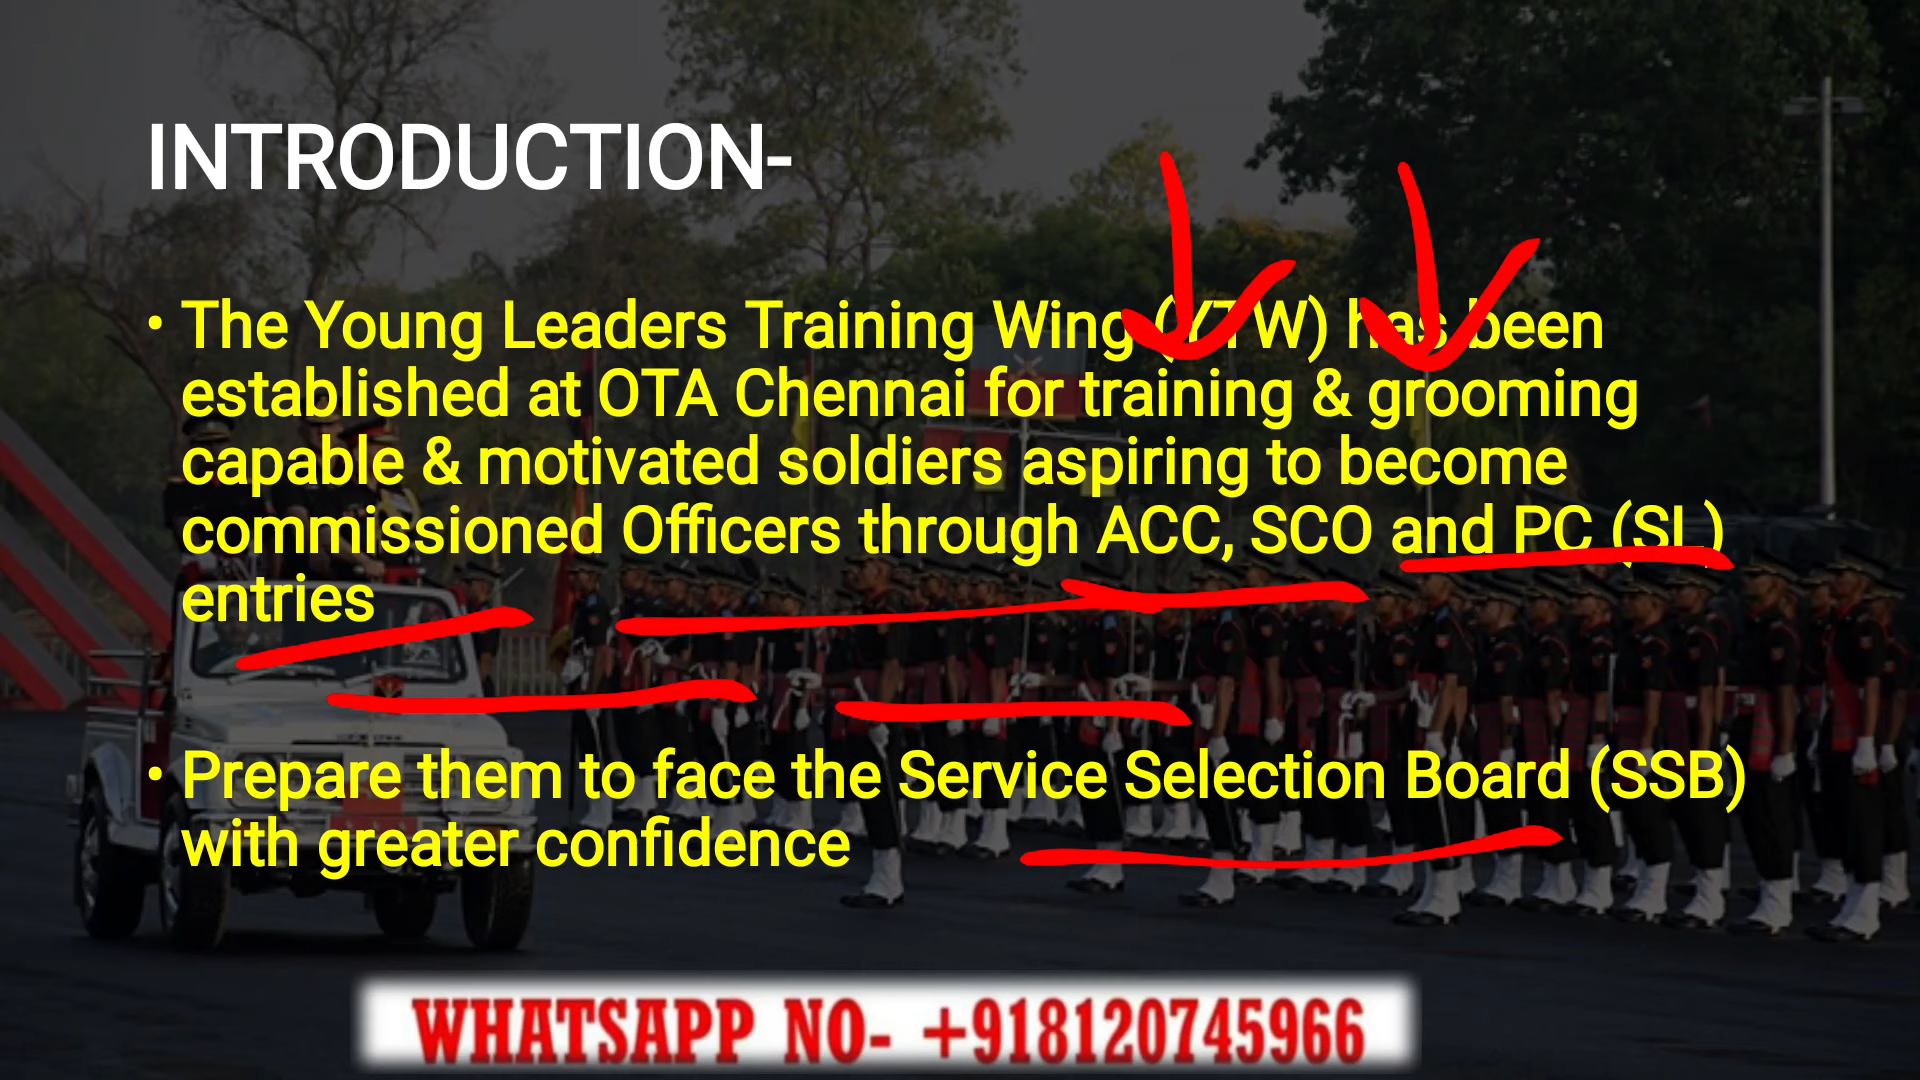 INTRODUCTION-
• The Young Leaders Training Wing (YTW) has been
established at OTA Chennai for training & grooming
capable & motivated soldiers aspiring to become
commissioned Officers through ACC, SCO and PC (SL)
entries
• Prepare them to face the Service Selection Board (SSB)
with greater confidence
WHATSAPP NO- +918120745966